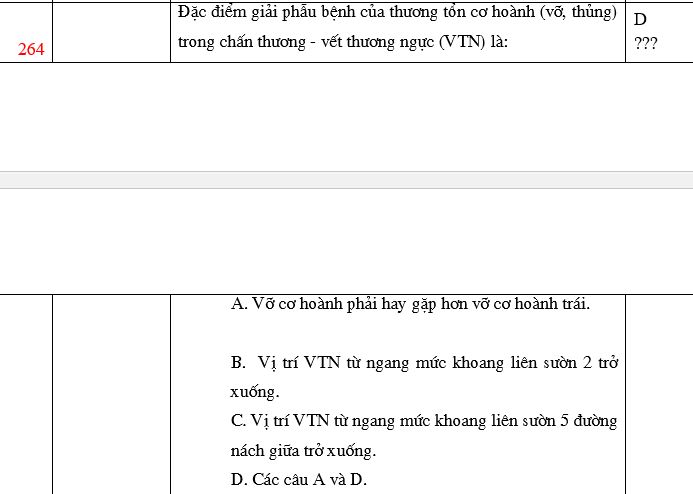 Đặc điểm giải phẫu bệnh của thương tổn cơ hoành (vỡ, thủng)
D
264
trong chấn thương - vết thương ngực (VTN) là:
???
A. Vỡ cơ hoành phải hay gặp hơn vỡ cơ hoành trái.
B. Vị trí VTN từ ngang mức khoang liên sườn 2 trở
xuống.
C. Vị trí VTN từ ngang mức khoang liên sườn 5 đường
nách giữa trở xuống.
D. Các câu A và D.